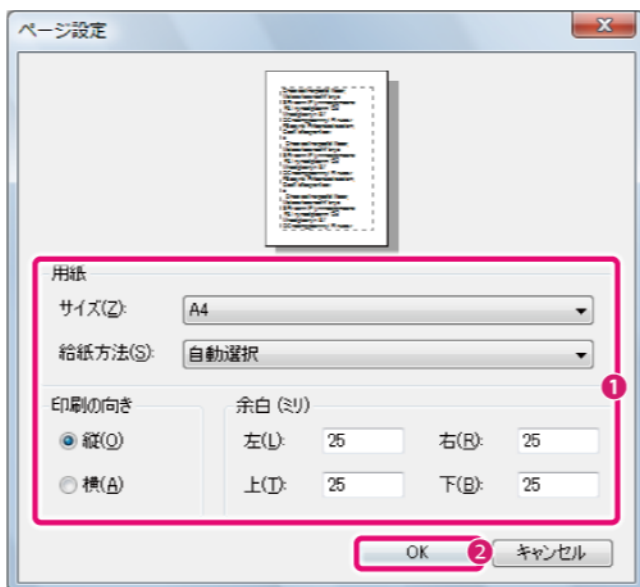 ページ設定
用紙
サイズ(Z): A4
給紙方法(S): 自動選択
印刷の向き
縦(O)
横(A)
余白 (ミリ)
左(L): 25 右(R): 25
上(T): 25 下(B): 25
1
OK 2 キャンセル